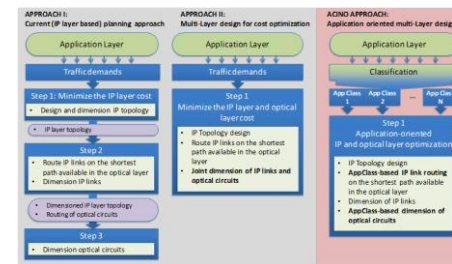 APPROACH I:
Current (IP layer based) planning approach
Application Layer
Traffic demands
Step 1: Minimize the IP layer cost
• Design and dimension IP topology
• IP layer topology
Step 2
• Route IP links on the shortest
path available in the optical layer
• Dimension IP links
• Dimensioned IP layer topology
• Routing of optical circuits
Step 3
• Dimension optical circuits
APPROACH II:
Multi-Layer design for cost optimization
Application Layer
Traffic demands
Step 1
Minimize the IP layer and optical
layer cost
• IP Topology design
• Route IP links on the shortest
path available in the optical
layer
• Joint dimension of IP links and
optical circuits
ACINO APPROACH:
Application oriented multi-Layer desig
Application Layer
Classification
App Class
1
App Class
2
...
App Class
N
Step 1
Application-oriented
IP and optical layer optimization
• IP Topology design
• AppClass-based IP link routing
on the shortest path available
in the optical layer
• Dimension of IP links
• AppClass-based dimension of
optical circuits